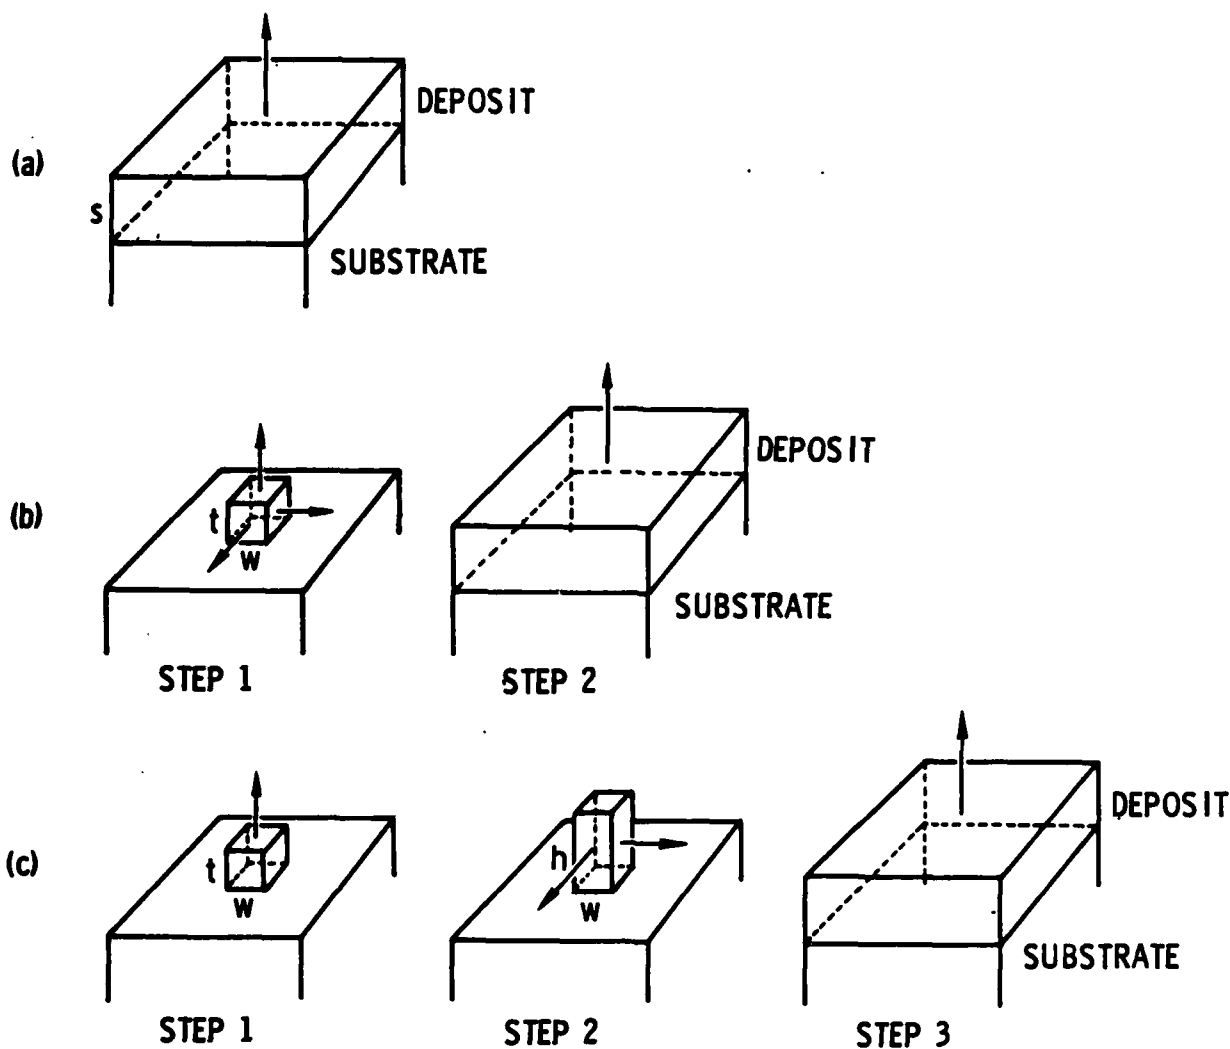 DEPOSIT
(a)
s
SUBSTRATE
DEPOSIT
(b)
t
w
SUBSTRATE
STEP 1
STEP 2
DEPOSIT
(c)
t
h
w
w
SUBSTRATE
STEP 1
STEP 2
STEP 3